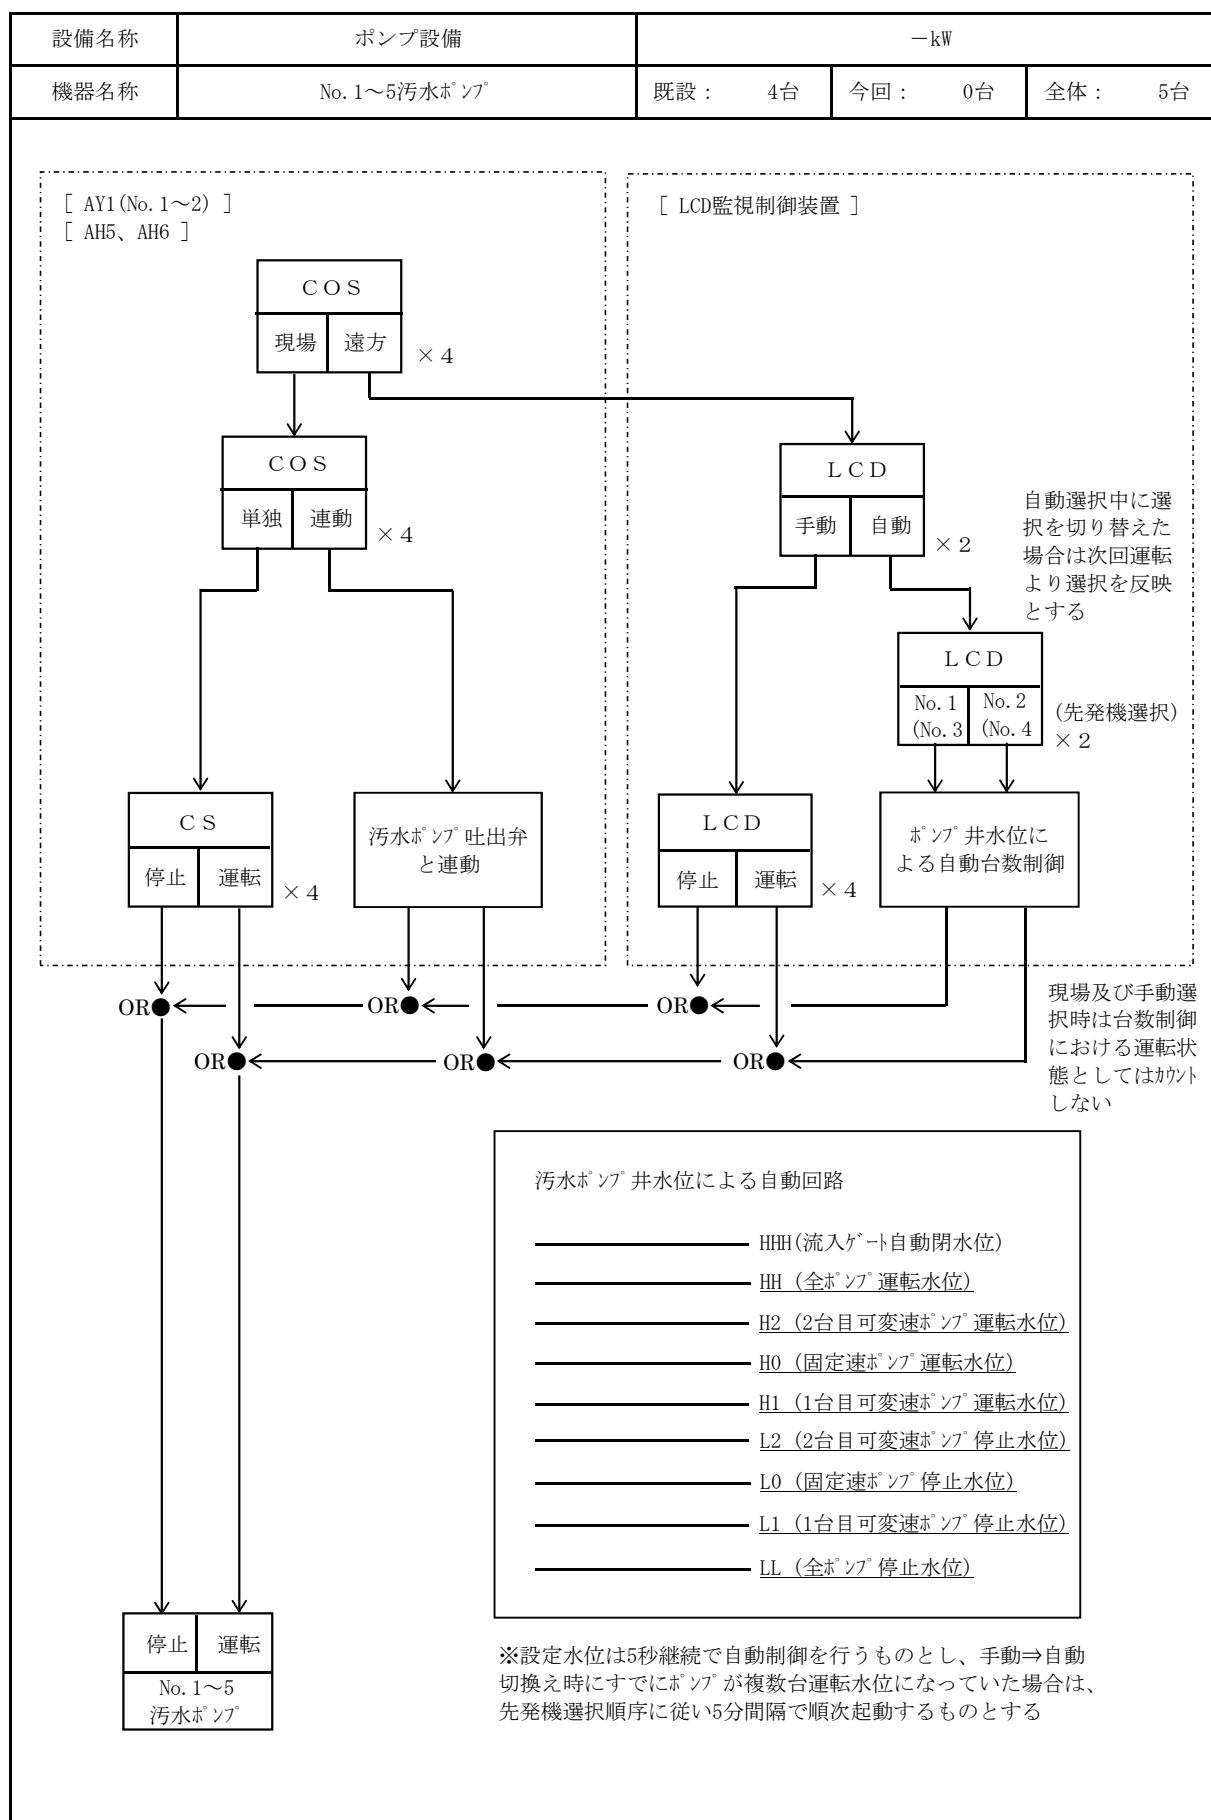 設備名称 ポンプ設備 －kW
機器名称 No.1～5汚水ﾎﾟﾝﾌﾟ 既設： 4台 今回： 0台 全体： 5台
[ AY1(No.1～2) ]
[ AH5、AH6 ]
[ LCD監視制御装置 ]
ＣＯＳ
現場 遠方
×４
ＣＯＳ
単独 連動
×４
ＬＣＤ
手動 自動
×２
自動選択中に選
択を切り替えた
場合は次回運転
より選択を反映
とする
ＬＣＤ
No.1 No.2
(No.3 (No.4
(先発機選択)
×２
ＣＳ
停止 運転
×４
汚水ﾎﾟﾝﾌﾟ吐出弁
と連動
ＬＣＤ
停止 運転
×４
ﾎﾟﾝﾌﾟ井水位に
よる自動台数制御
OR OR OR
OR OR OR
現場及び手動選
択時は台数制御
における運転状
態としてはｶｳﾝﾄ
しない
汚水ﾎﾟﾝﾌﾟ井水位による自動回路
HHH(流入ｹﾞｰﾄ自動閉水位)
HH (全ﾎﾟﾝﾌﾟ運転水位)
H2 (2台目可変速ﾎﾟﾝﾌﾟ運転水位)
H0 (固定速ﾎﾟﾝﾌﾟ運転水位)
H1 (1台目可変速ﾎﾟﾝﾌﾟ運転水位)
L2 (2台目可変速ﾎﾟﾝﾌﾟ停止水位)
L0 (固定速ﾎﾟﾝﾌﾟ停止水位)
L1 (1台目可変速ﾎﾟﾝﾌﾟ停止水位)
LL (全ﾎﾟﾝﾌﾟ停止水位)
停止 運転
No.1～5
汚水ﾎﾟﾝﾌﾟ
※設定水位は5秒継続で自動制御を行うものとし、手動⇒自動
切換え時にすでにﾎﾟﾝﾌﾟが複数台運転水位になっていた場合は、
先発機選択順序に従い5分間隔で順次起動するものとする